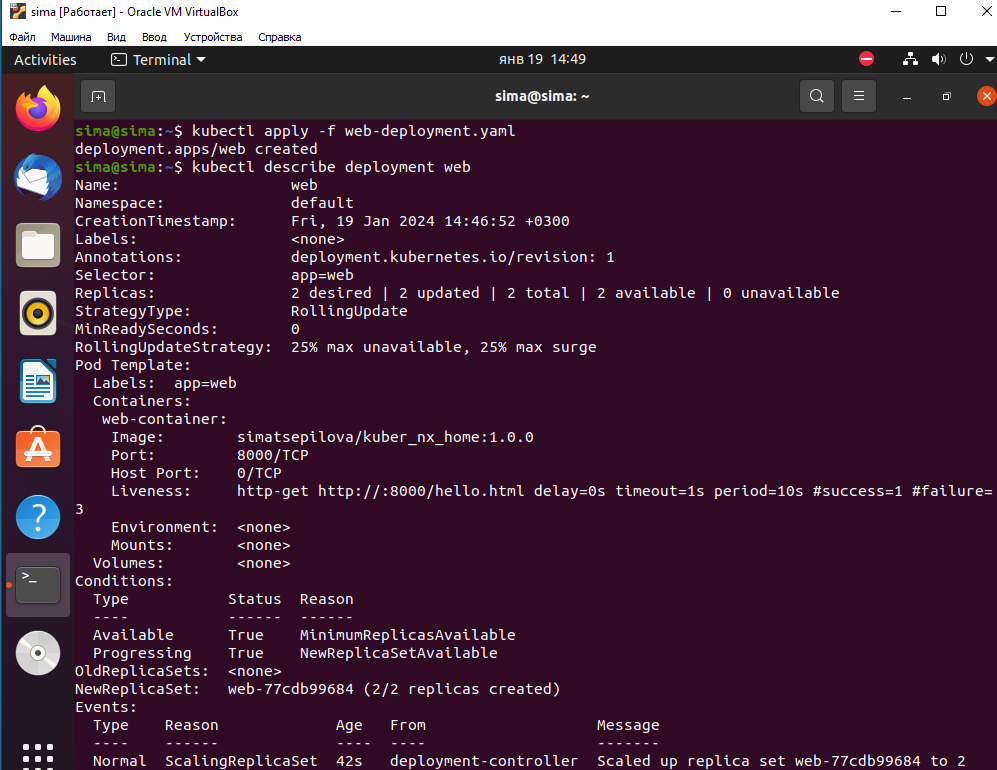 sima [Работает] - Oracle VM VirtualBox
Файл Машина Вид Ввод Устройства Справка
Activities Terminal янв 19 14:49
sima@sima: ~
sima@sima:~$ kubectl apply -f web-deployment.yaml
deployment.apps/web created
sima@sima:~$ kubectl describe deployment web
Name: web
Namespace: default
CreationTimestamp: Fri, 19 Jan 2024 14:46:52 +0300
Labels: <none>
Annotations: deployment.kubernetes.io/revision: 1
Selector: app=web
Replicas: 2 desired | 2 updated | 2 total | 2 available | 0 unavailable
StrategyType: RollingUpdate
MinReadySeconds: 0
RollingUpdateStrategy: 25% max unavailable, 25% max surge
Pod Template:
Labels: app=web
Containers:
web-container:
Image: simatsepilova/kuber_nx_home:1.0.0
Port: 8000/TCP
Host Port: 0/TCP
Liveness: http-get http://:8000/hello.html delay=0s timeout=1s period=10s #success=1 #failure=
3
Environment: <none>
Mounts: <none>
Volumes: <none>
Conditions:
Type Status Reason
---- ------ ------
Available True MinimumReplicasAvailable
Progressing True NewReplicaSetAvailable
OldReplicaSets: <none>
NewReplicaSet: web-77cdb99684 (2/2 replicas created)
Events:
Type Reason Age From Message
---- ------ ---- ---- -------
Normal ScalingReplicaSet 42s deployment-controller Scaled up replica set web-77cdb99684 to 2